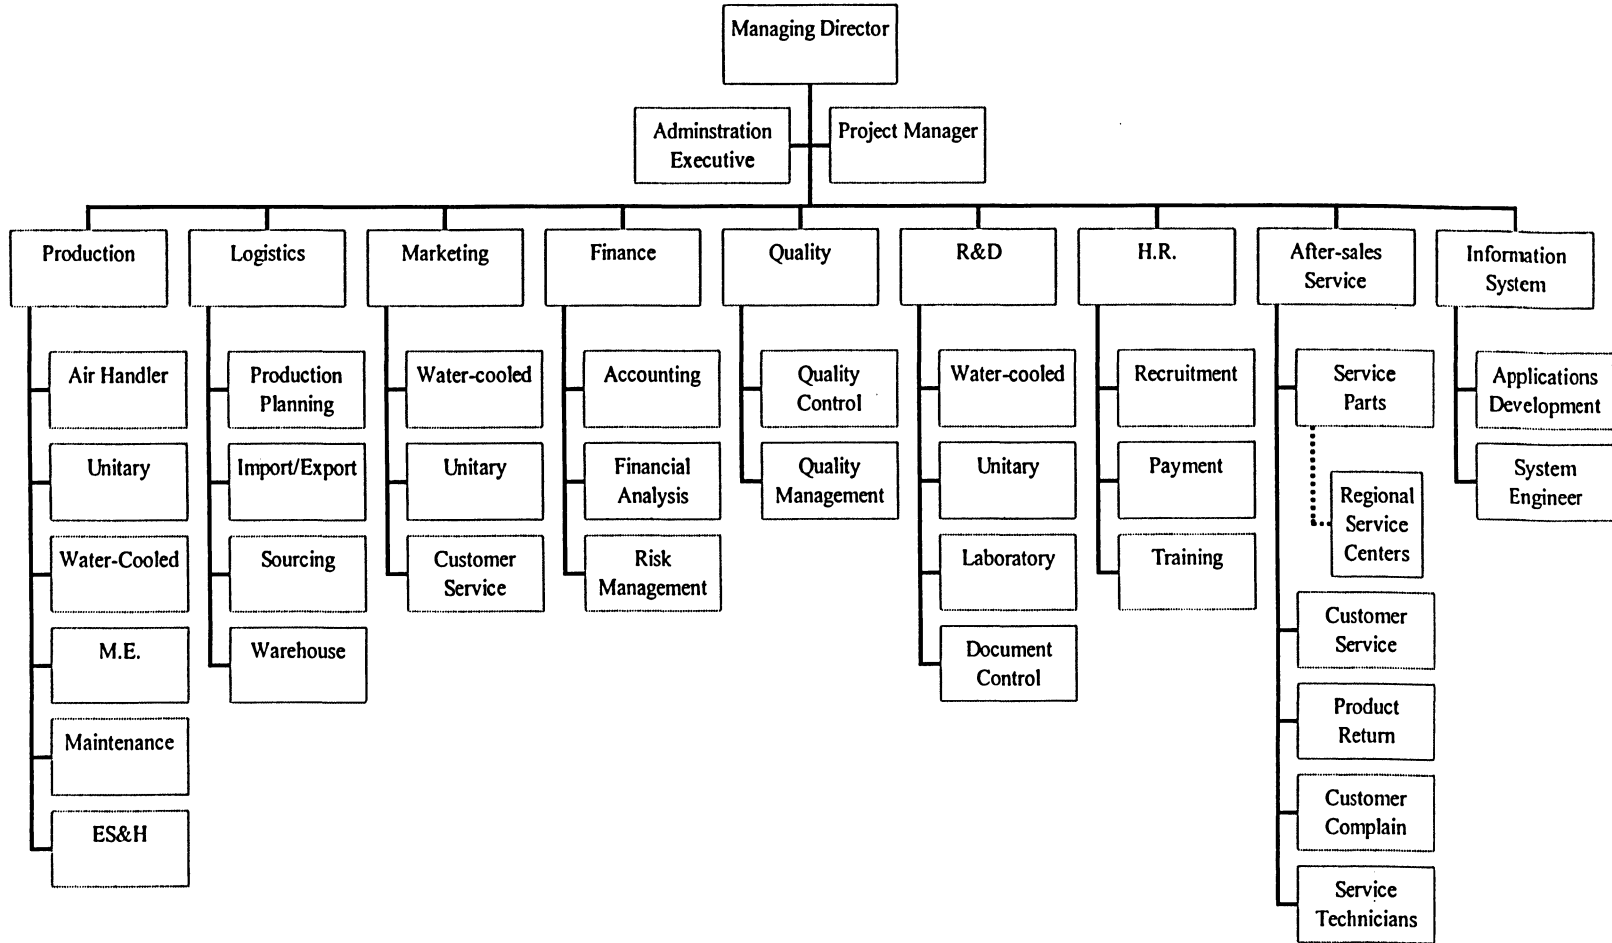 Managing Director
Adminstration
Executive
Project Manager
Production
Logistics
Marketing
Finance
Quality
R&D
H.R.
After-sales
Service
Information
System
Air Handler
Unitary
Water-Cooled
M.E.
Maintenance
ES&H
Production
Planning
Import/Export
Sourcing
Warehouse
Water-cooled
Unitary
Customer
Service
Accounting
Financial
Analysis
Risk
Management
Quality
Control
Quality
Management
Water-cooled
Unitary
Laboratory
Document
Control
Recruitment
Payment
Training
Service
Parts
Regional
Service
Centers
Customer
Service
Product
Return
Customer
Complain
Service
Technicians
Applications
Development
System
Engineer